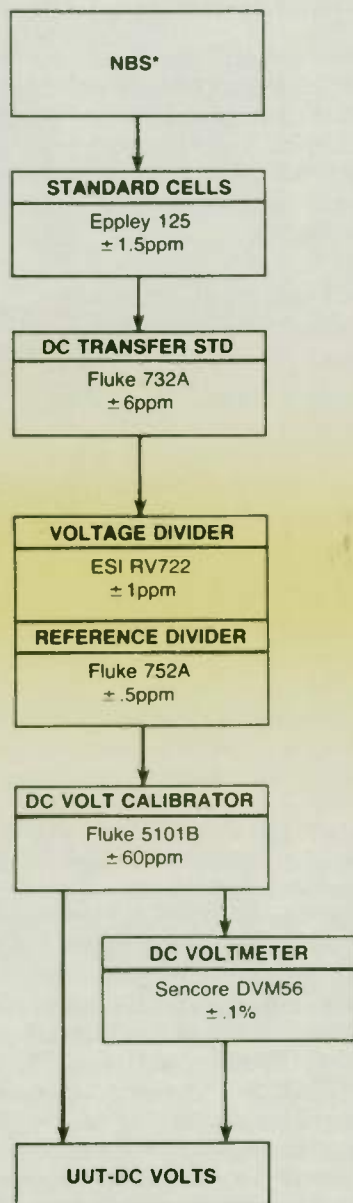 NBS*
STANDARD CELLS
Eppley 125
± 1.5ppm
DC TRANSFER STD
Fluke 732A
± 6ppm
VOLTAGE DIVIDER
ESI RV722
± 1ppm
REFERENCE DIVIDER
Fluke 752A
± .5ppm
DC VOLT CALIBRATOR
Fluke 5101B
± 60ppm
DC VOLTMETER
Sencore DVM56
± .1%
UUT-DC VOLTS